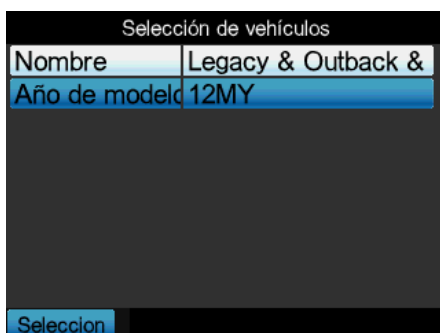 Selección de vehículos
Nombre Legacy & Outback &
Año de modelo 12MY
Seleccion